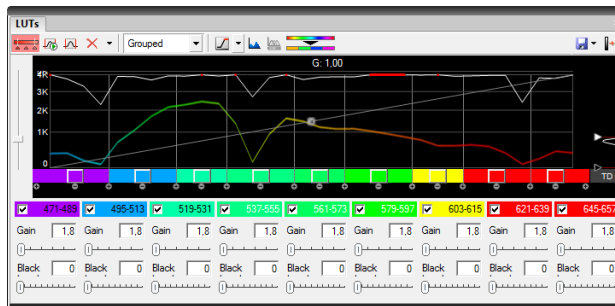 LUTs
Grouped
G: 1,00
4R
3K
2K
1K
0
TD
471-489 495-513 519-531 537-555 561-573 579-597 603-615 621-639 645-657
Gain 1,8 Gain 1,8 Gain 1,8 Gain 1,8 Gain 1,8 Gain 1,8 Gain 1,8 Gain 1,8 Gain 1,8
Black 0 Black 0 Black 0 Black 0 Black 0 Black 0 Black 0 Black 0 Black 0